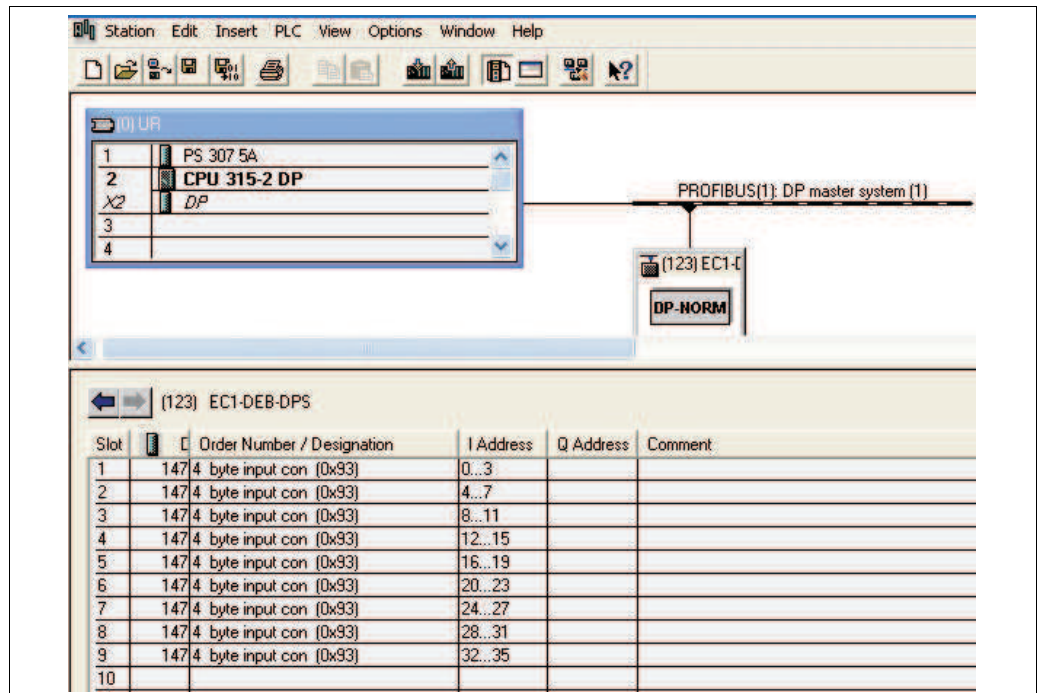 Station Edit Insert PLC View Options Window Help
(0) UR
1 PS 307 5A
2 CPU 315-2 DP
X2 DP
3
4
PROFIBUS(1): DP master system (1)
(123) EC1-D
DP-NORM
(123) EC1-DEB-DPS
Slot D Order Number / Designation I Address Q Address Comment
1 147 4 byte input con (0x93) 0...3
2 147 4 byte input con (0x93) 4...7
3 147 4 byte input con (0x93) 8...11
4 147 4 byte input con (0x93) 12...15
5 147 4 byte input con (0x93) 16...19
6 147 4 byte input con (0x93) 20...23
7 147 4 byte input con (0x93) 24...27
8 147 4 byte input con (0x93) 28...31
9 147 4 byte input con (0x93) 32...35
10